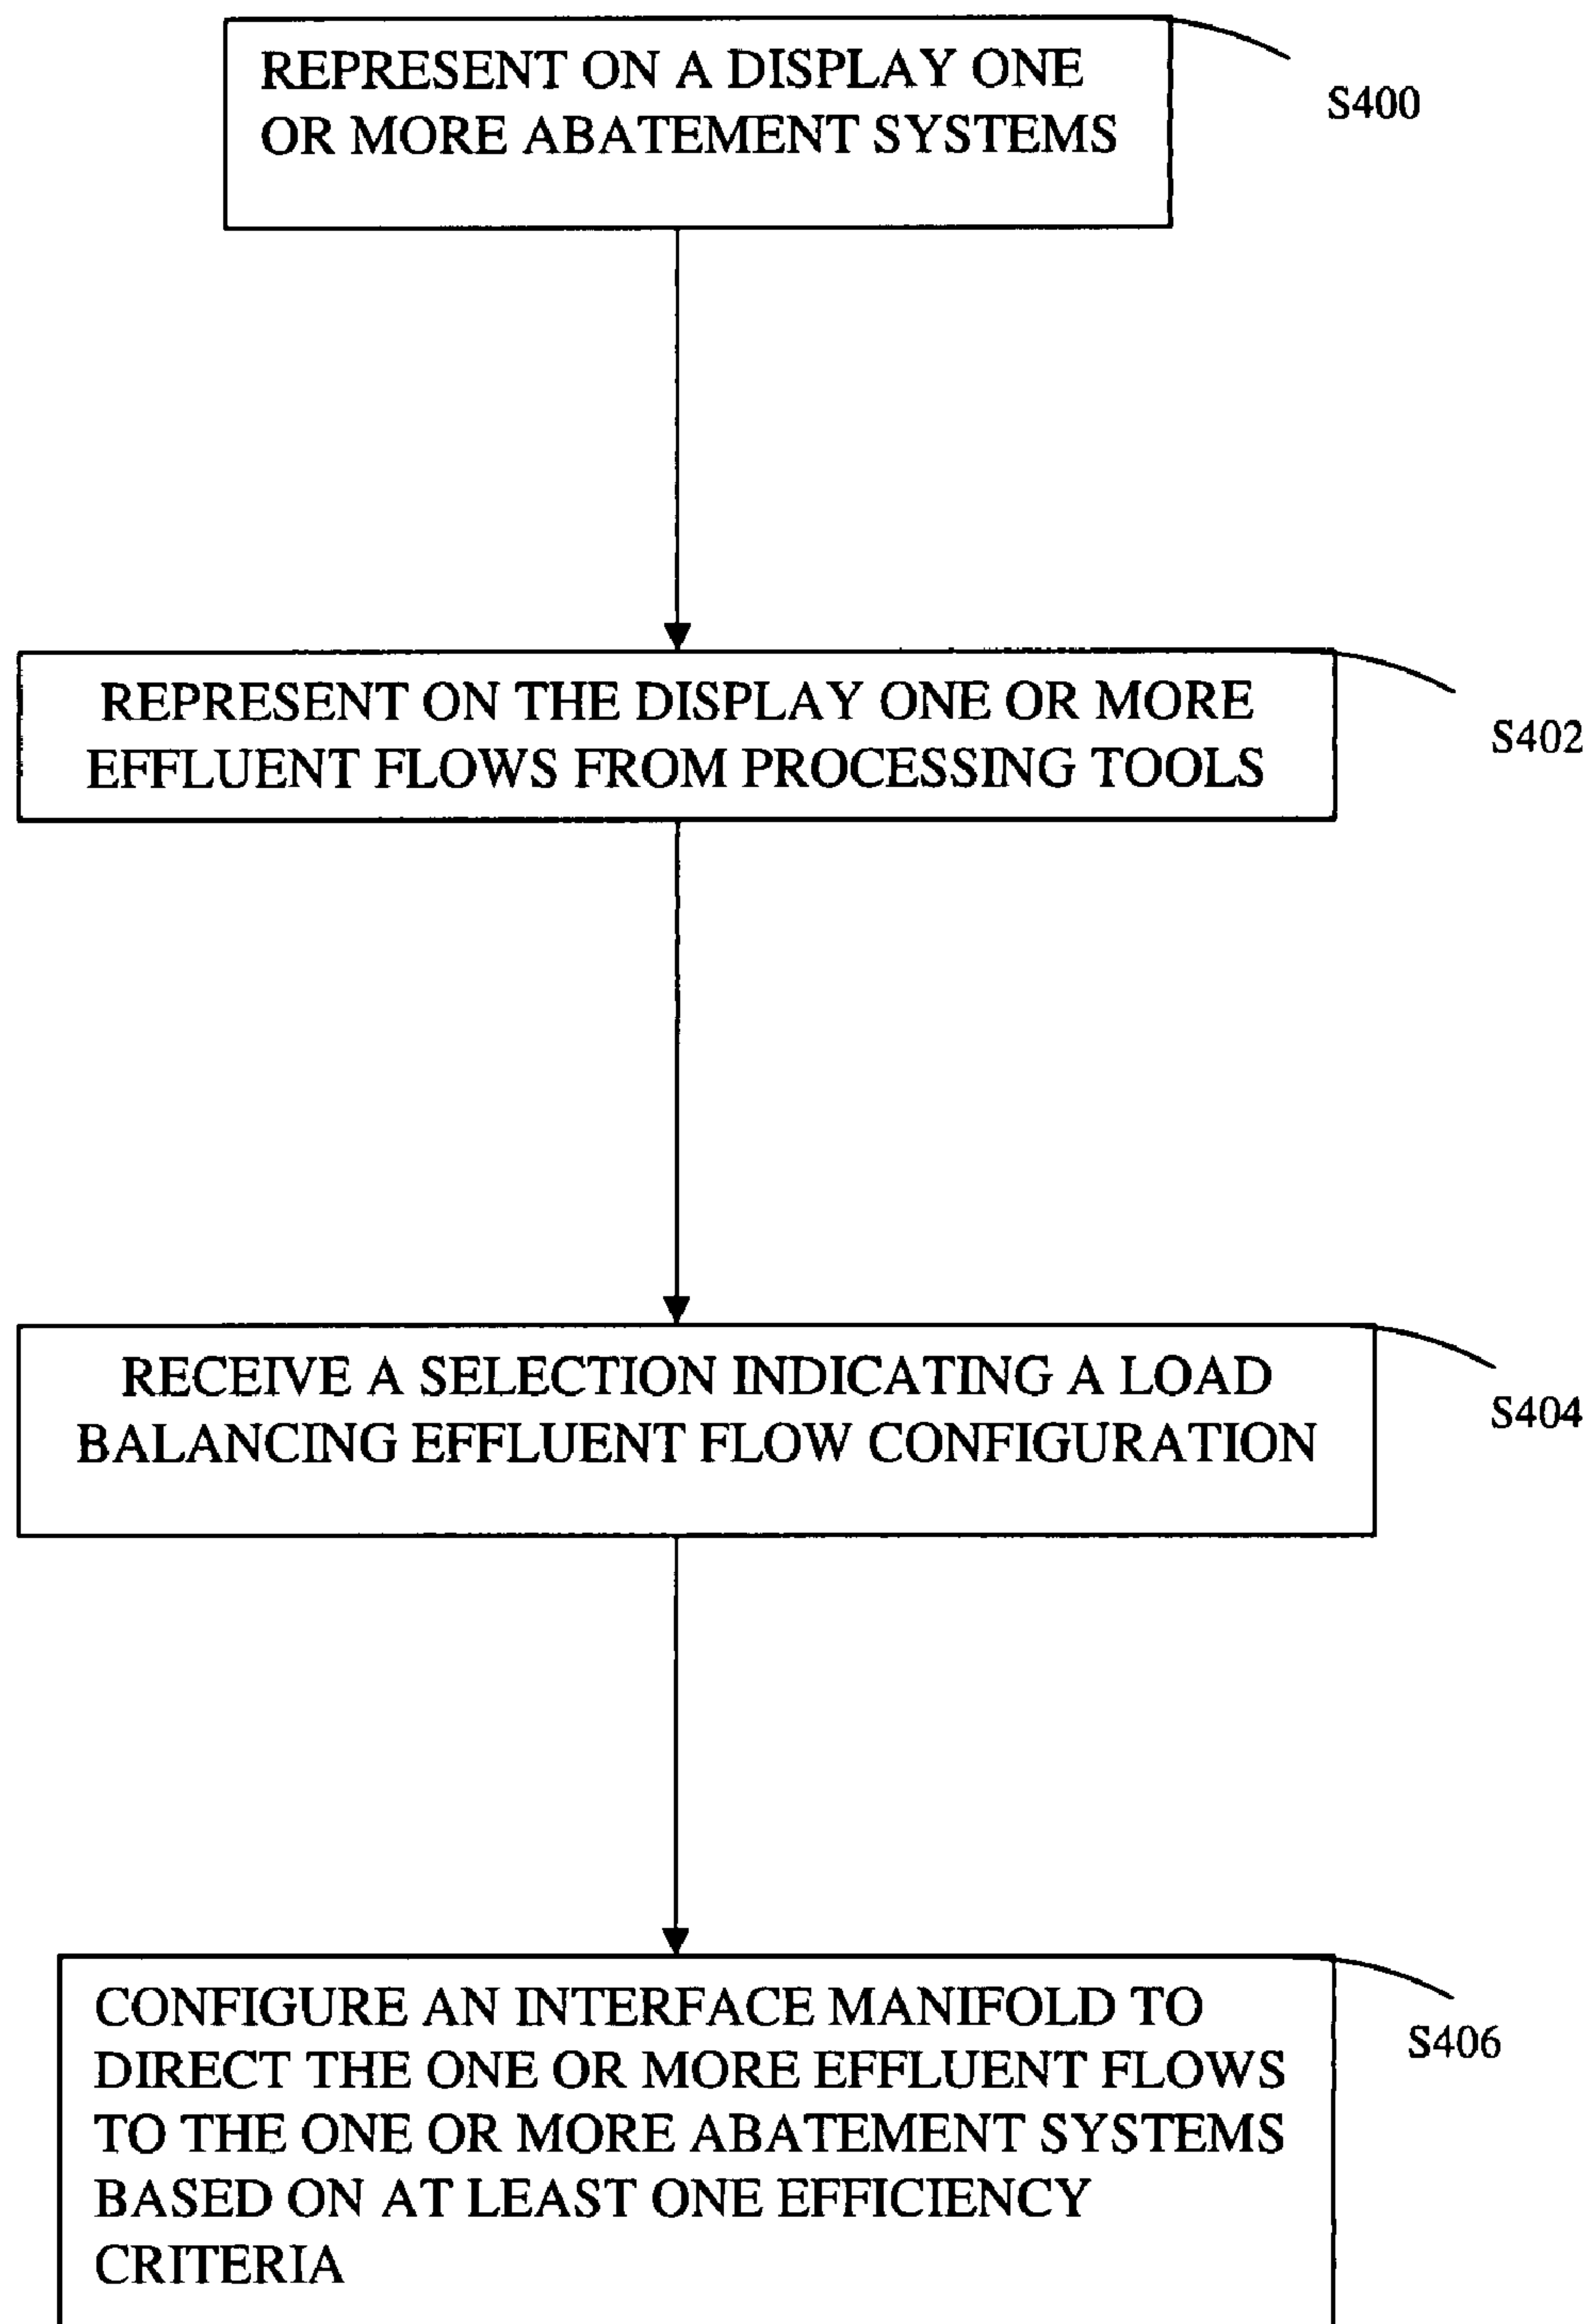 REPRESENT ON A DISPLAY ONE
OR MORE ABATEMENT SYSTEMS
S400
REPRESENT ON THE DISPLAY ONE OR MORE
EFFLUENT FLOWS FROM PROCESSING TOOLS
S402
RECEIVE A SELECTION INDICATING A LOAD
BALANCING EFFLUENT FLOW CONFIGURATION
S404
CONFIGURE AN INTERFACE MANIFOLD TO
DIRECT THE ONE OR MORE EFFLUENT FLOWS
TO THE ONE OR MORE ABATEMENT SYSTEMS
BASED ON AT LEAST ONE EFFICIENCY
CRITERIA
S406